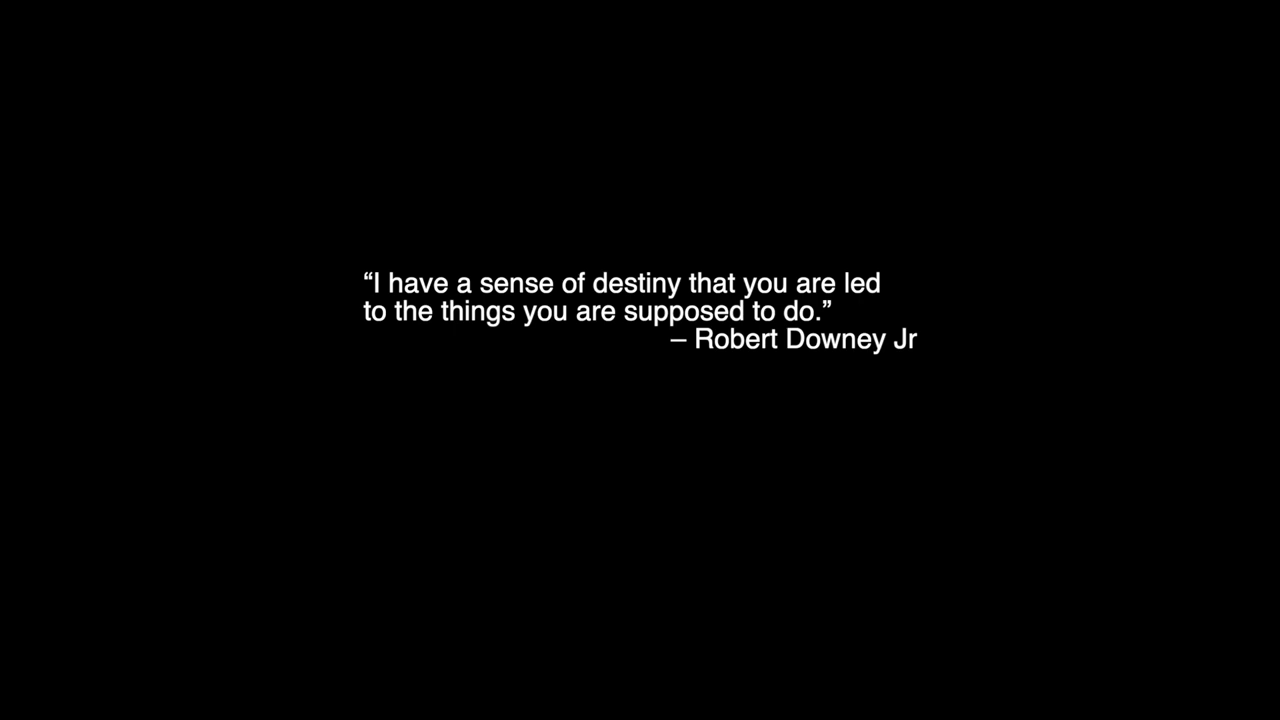 “I have a sense of destiny that you are led
to the things you are supposed to do.”
– Robert Downey Jr